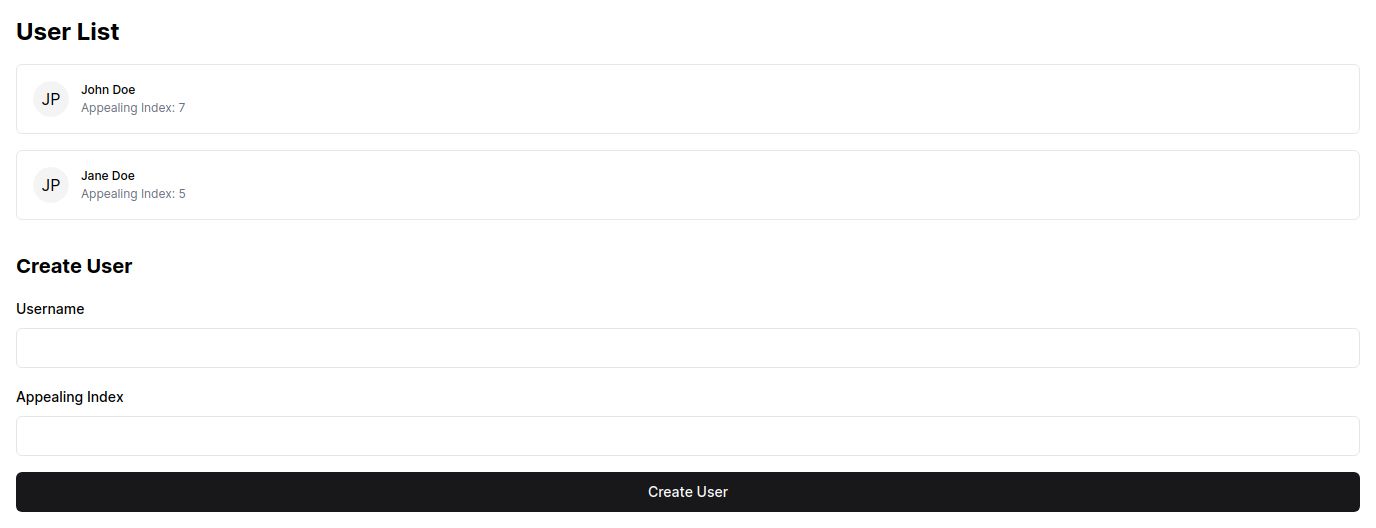 User List
JP
John Doe
Appealing Index: 7
JP
Jane Doe
Appealing Index: 5
Create User
Username
Appealing Index
Create User